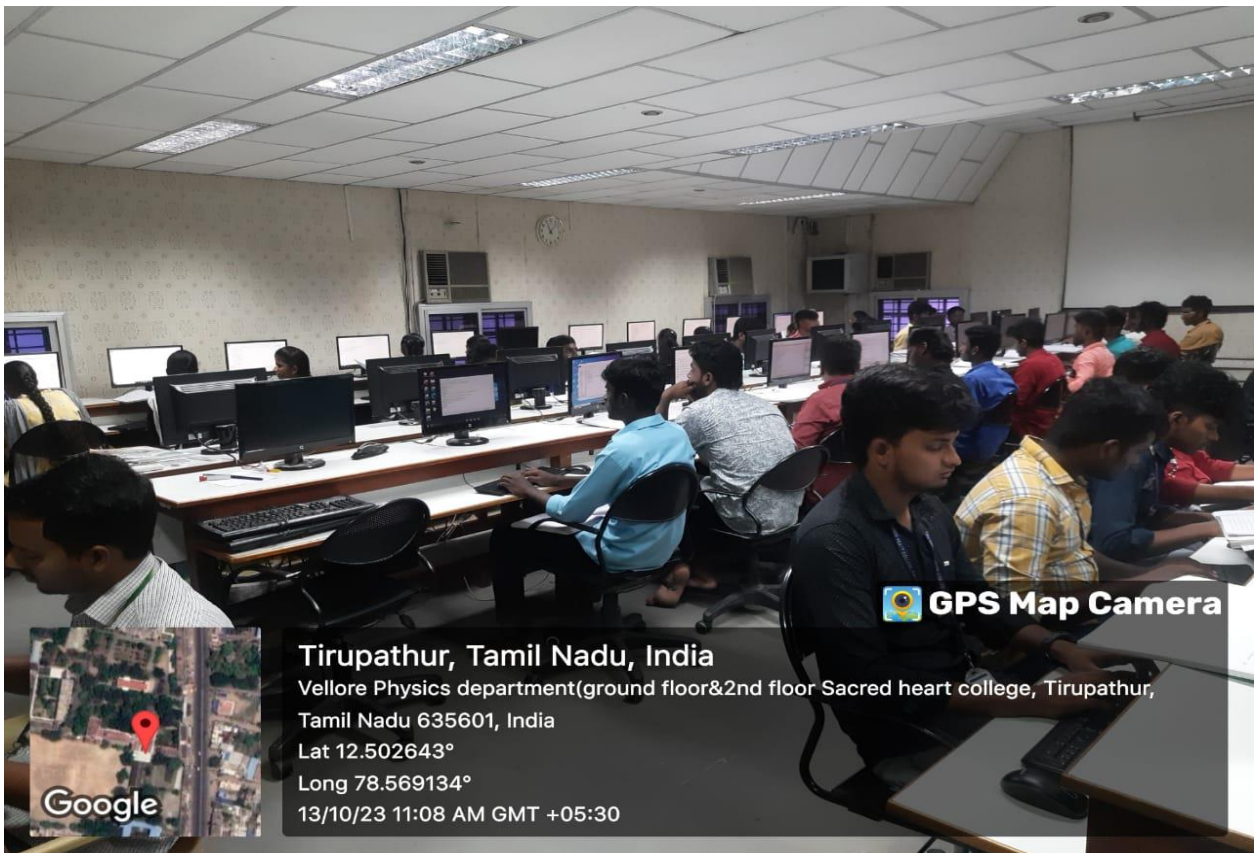 GPS Map Camera
Tirupathur, Tamil Nadu, India
Vellore Physics department(ground floor&2nd floor Sacred heart college, Tirupathur,
Tamil Nadu 635601, India
Lat 12.502643°
Long 78.569134°
13/10/23 11:08 AM GMT +05:30
Google